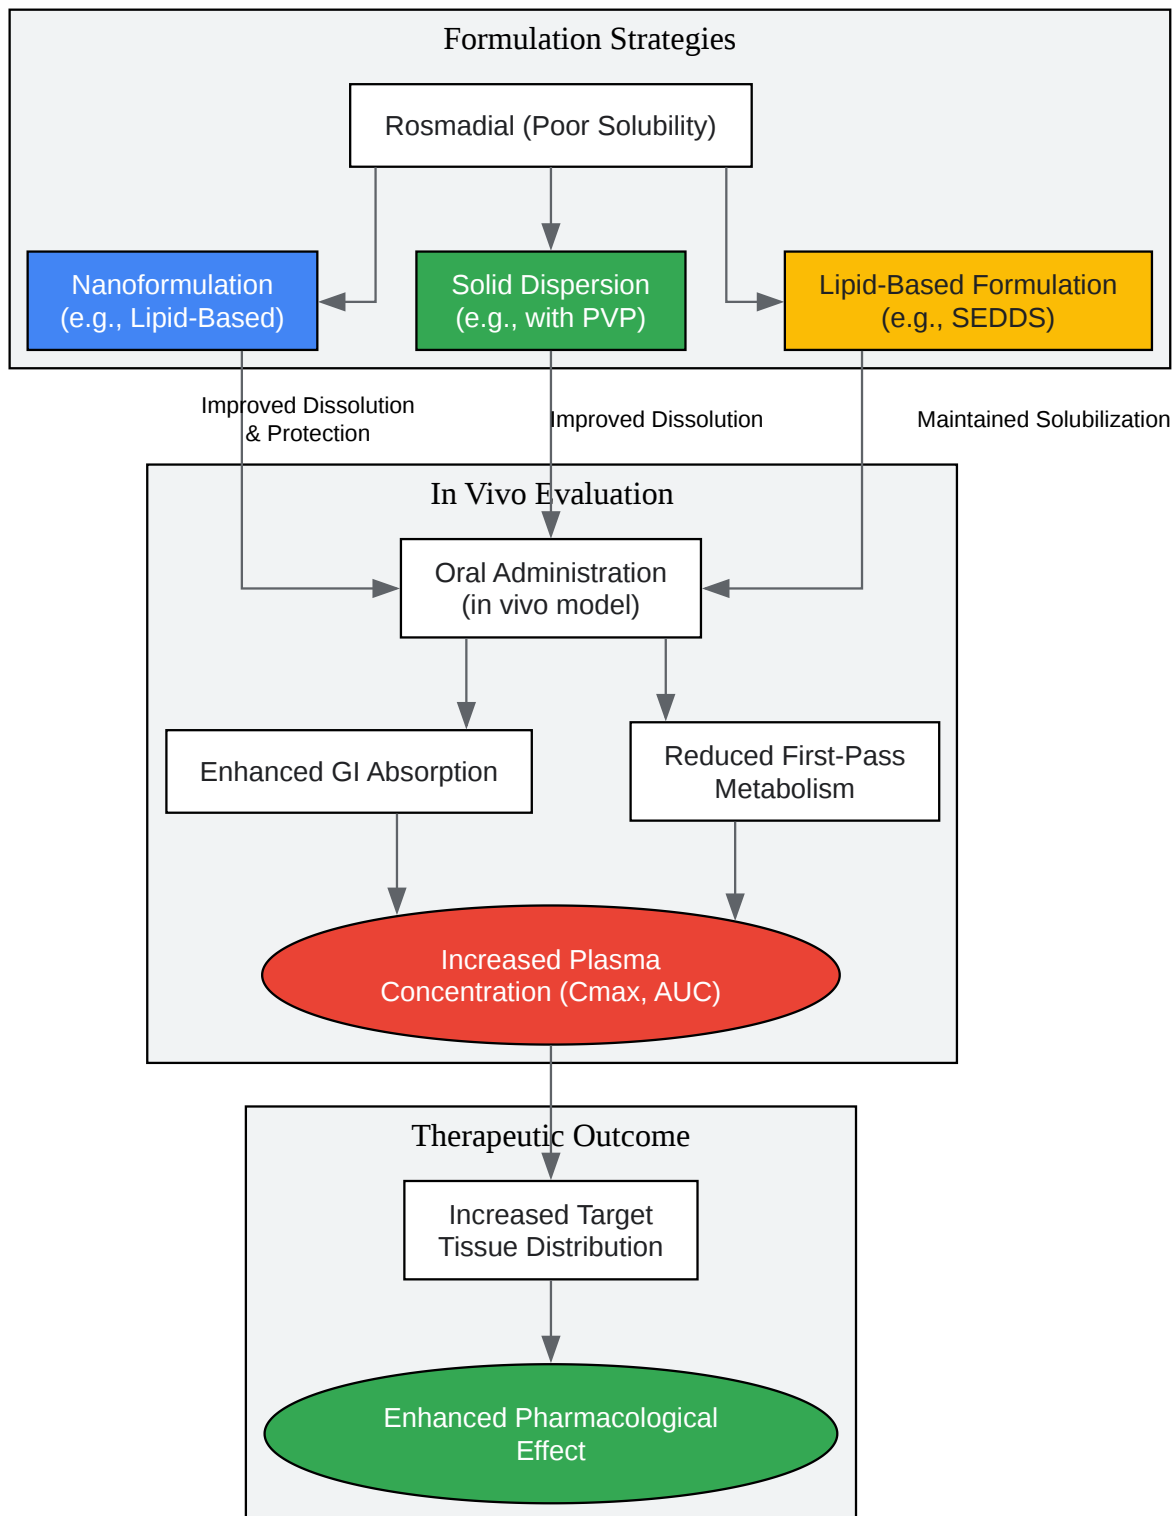 Formulation Strategies
Rosmadial (Poor Solubility)
Nanoformulation
(e.g., Lipid-Based)
Solid Dispersion
(e.g., with PVP)
Lipid-Based Formulation
(e.g., SEDDS)
Improved Dissolution
& Protection
Improved Dissolution
Maintained Solubilization
In Vivo Evaluation
Oral Administration
(in vivo model)
Enhanced GI Absorption
Reduced First-Pass
Metabolism
Increased Plasma
Concentration (Cmax, AUC)
Therapeutic Outcome
Increased Target
Tissue Distribution
Enhanced Pharmacological
Effect